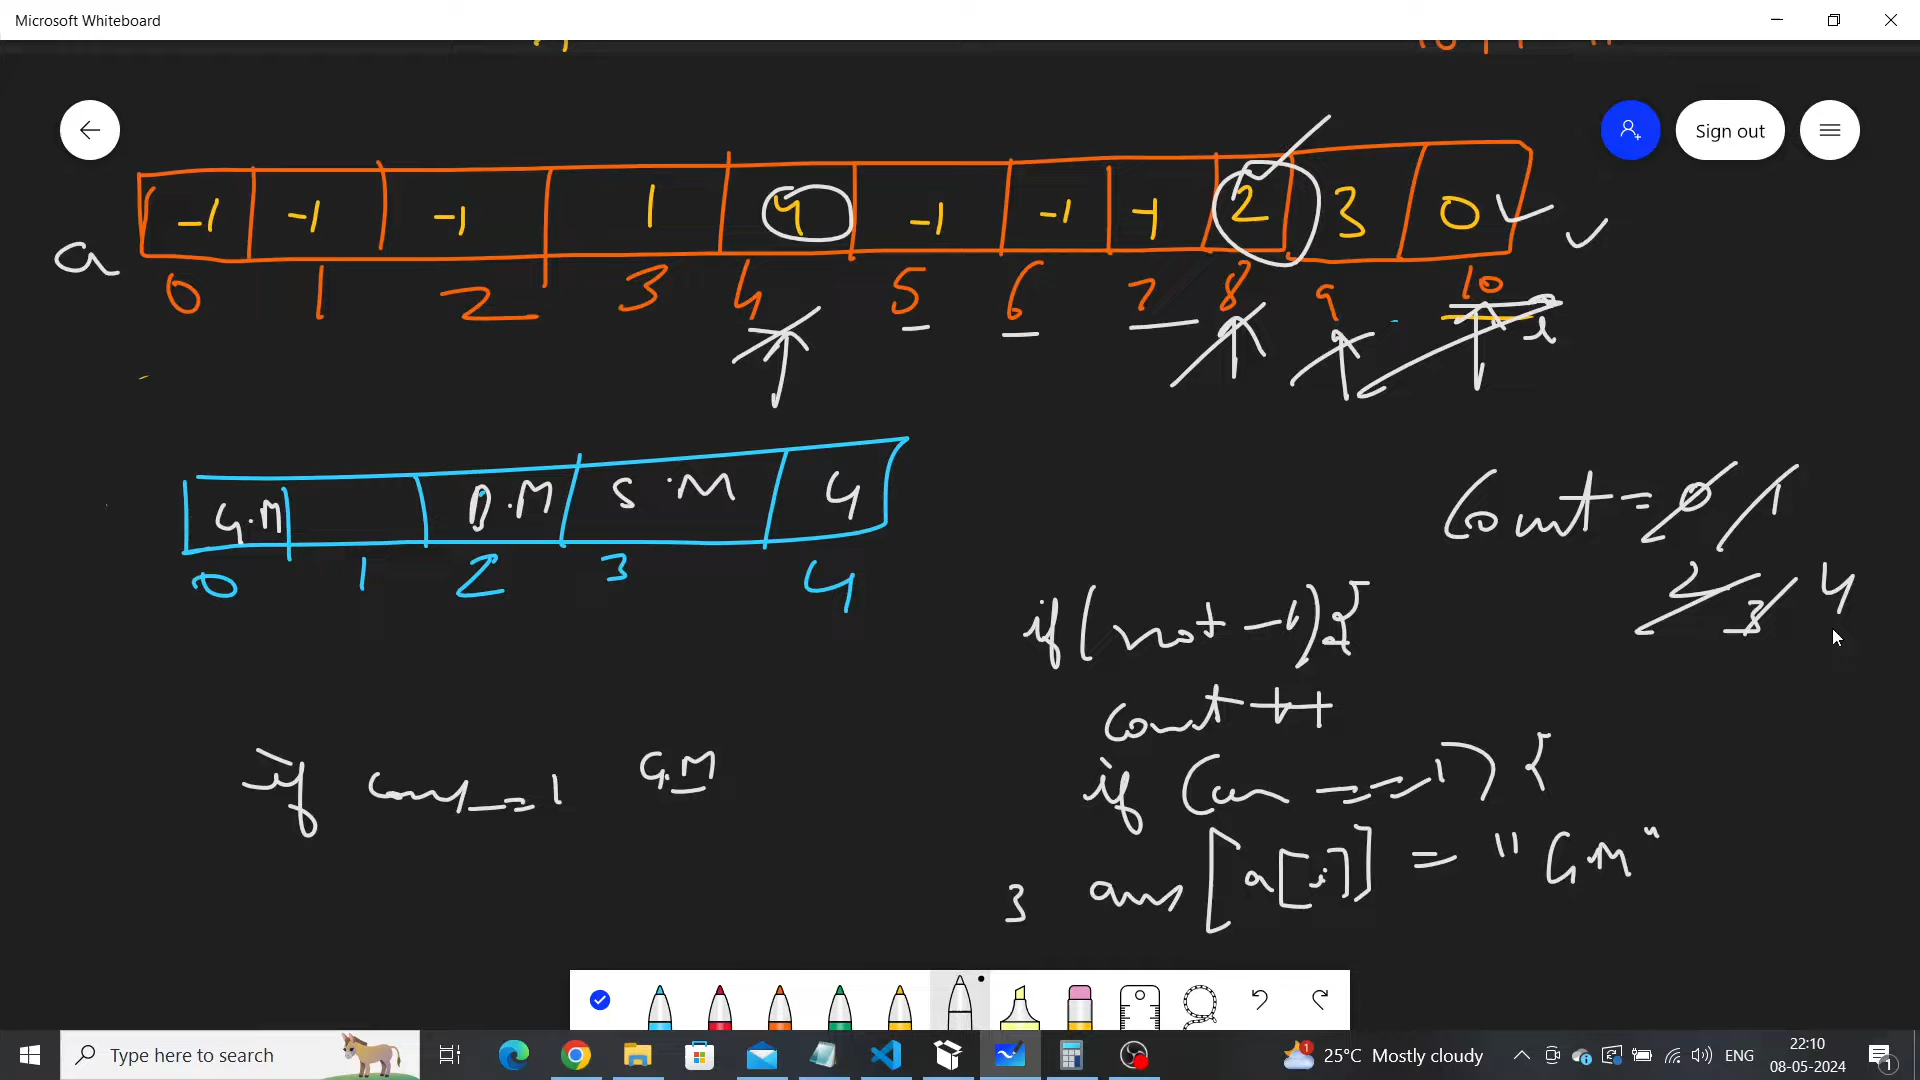 Microsoft Whiteboard
Sign out
-1 -1 -1 1 4 -1 -1 -1 2 3 0
a
0 1 2 3 4 5 6 7 8 9 10
i
G.M B.M S.M 4
0 1 2 3 4
Count = 0 1
2 3 4
if (not -1) {
count ++
if count = 1 G.M
if ( == 1) {
3 ans [a[i]] = "GM"
Type here to search
25°C Mostly cloudy
ENG
22:10
08-05-2024
1